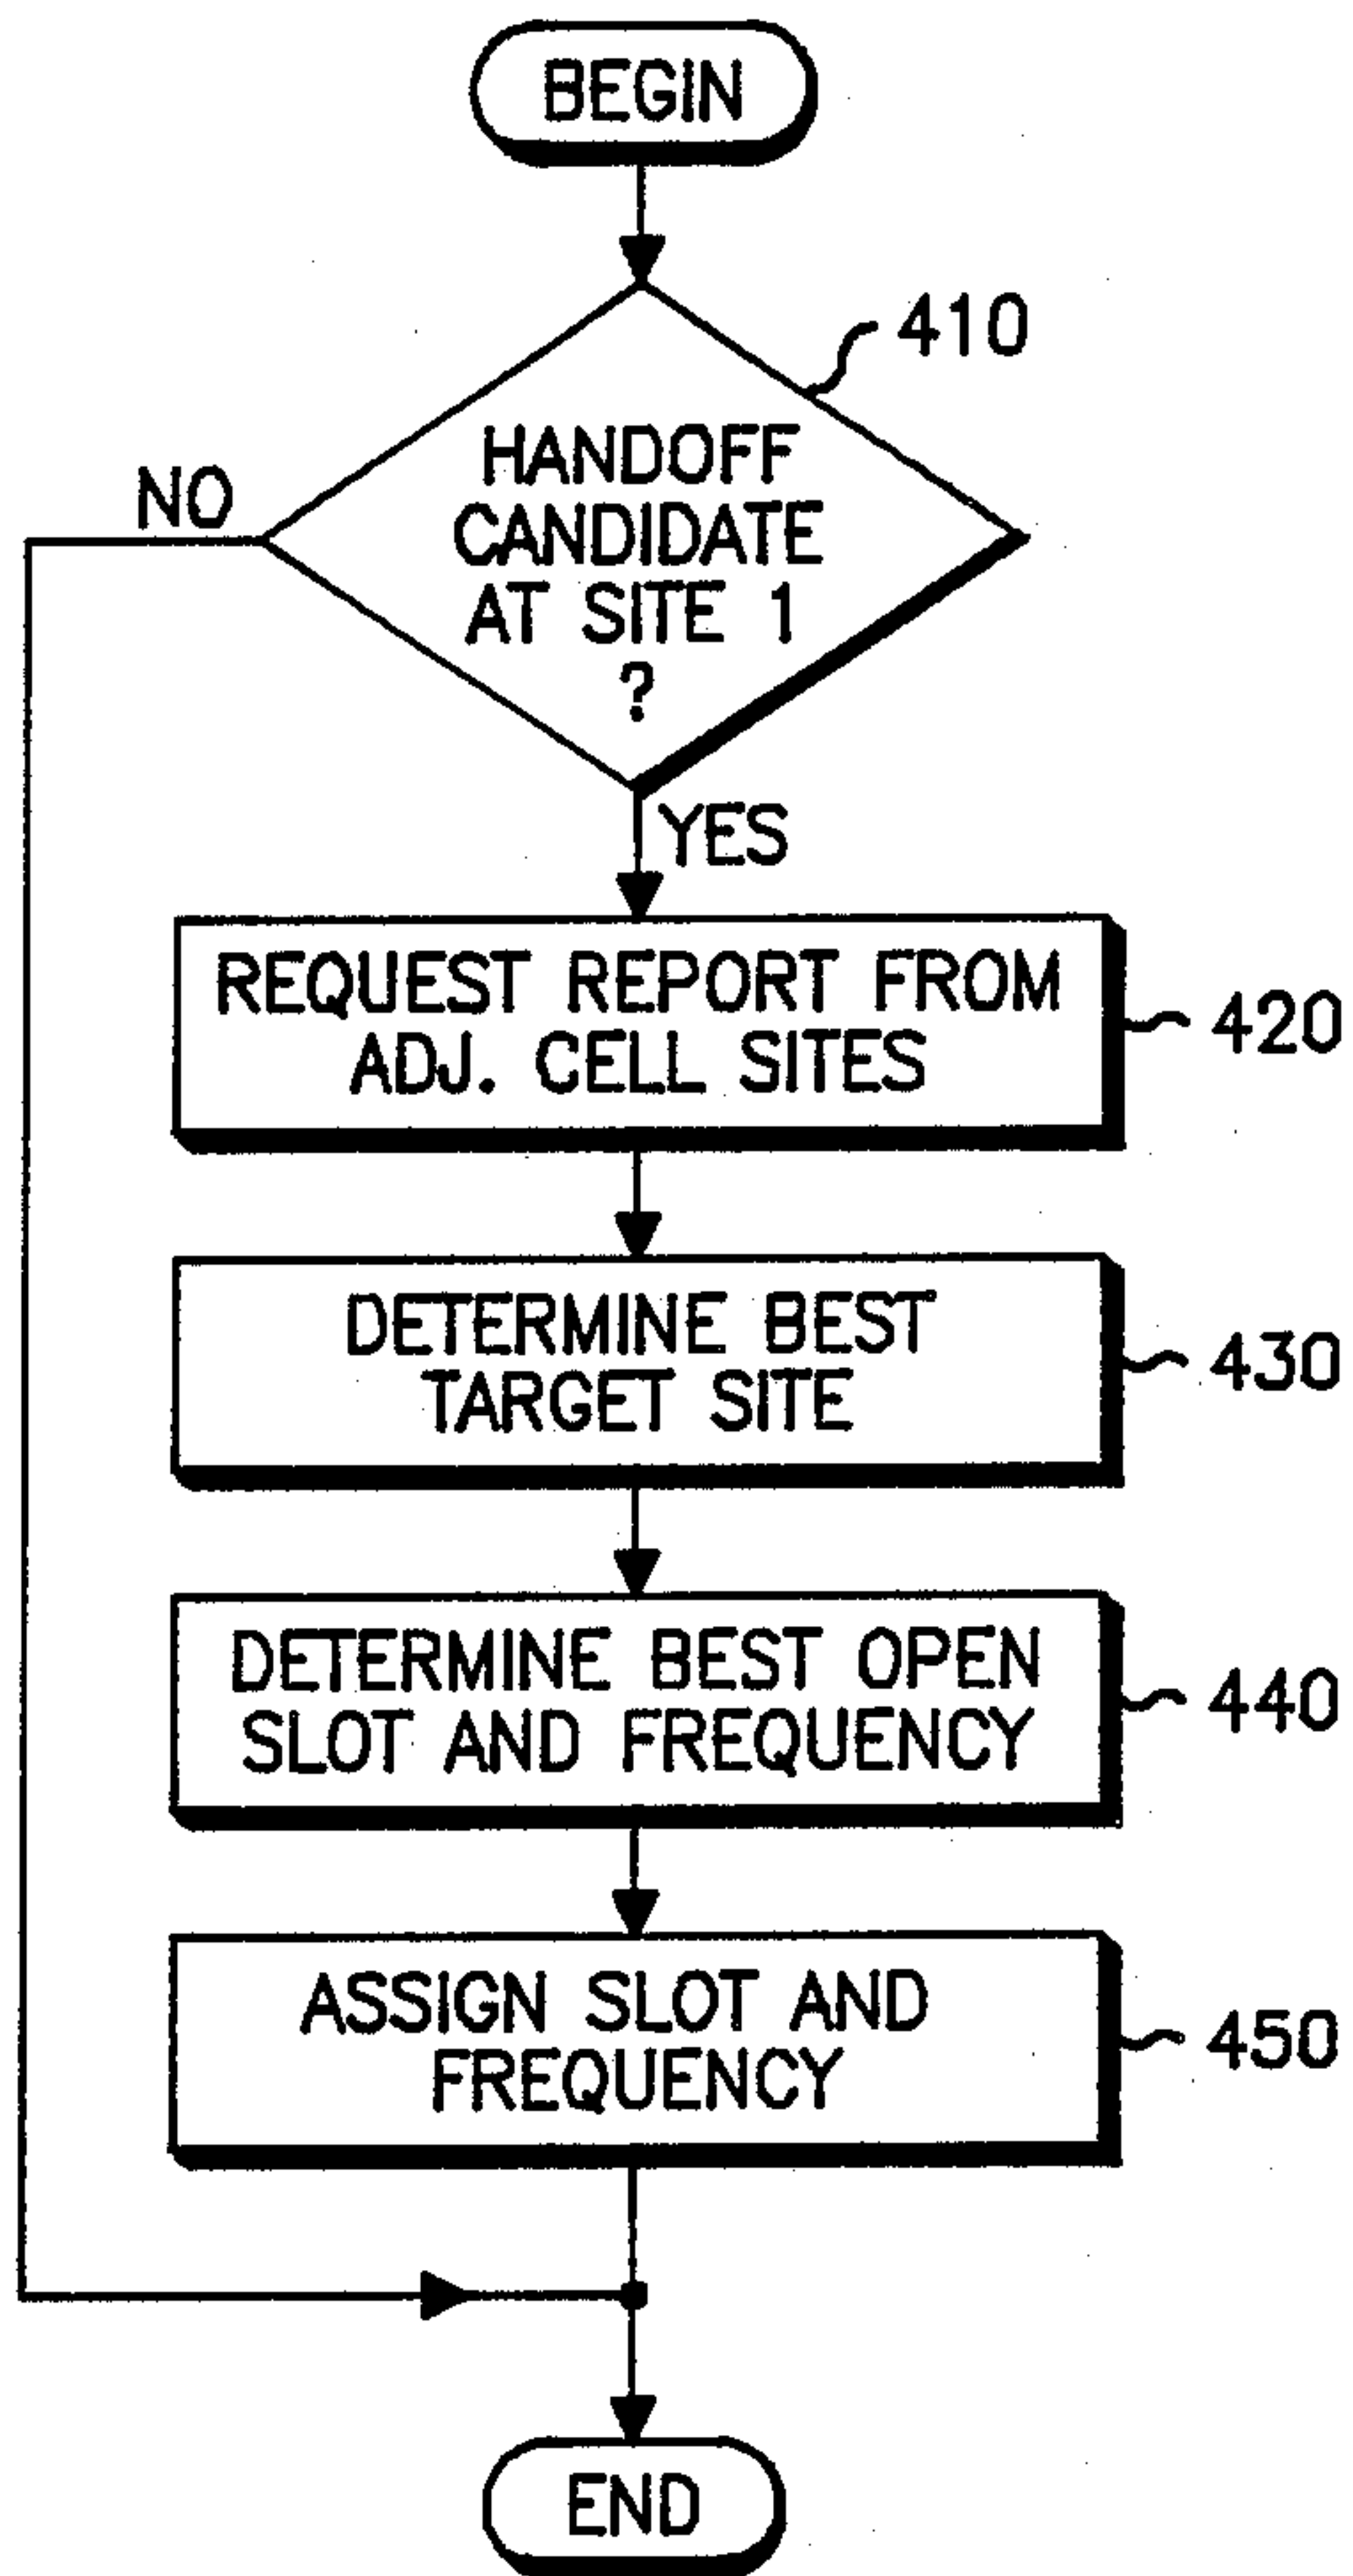 BEGIN
410
HANDOFF
CANDIDATE
AT SITE 1
?
NO
YES
REQUEST REPORT FROM
ADJ. CELL SITES
420
DETERMINE BEST
TARGET SITE
430
DETERMINE BEST OPEN
SLOT AND FREQUENCY
440
ASSIGN SLOT AND
FREQUENCY
450
END